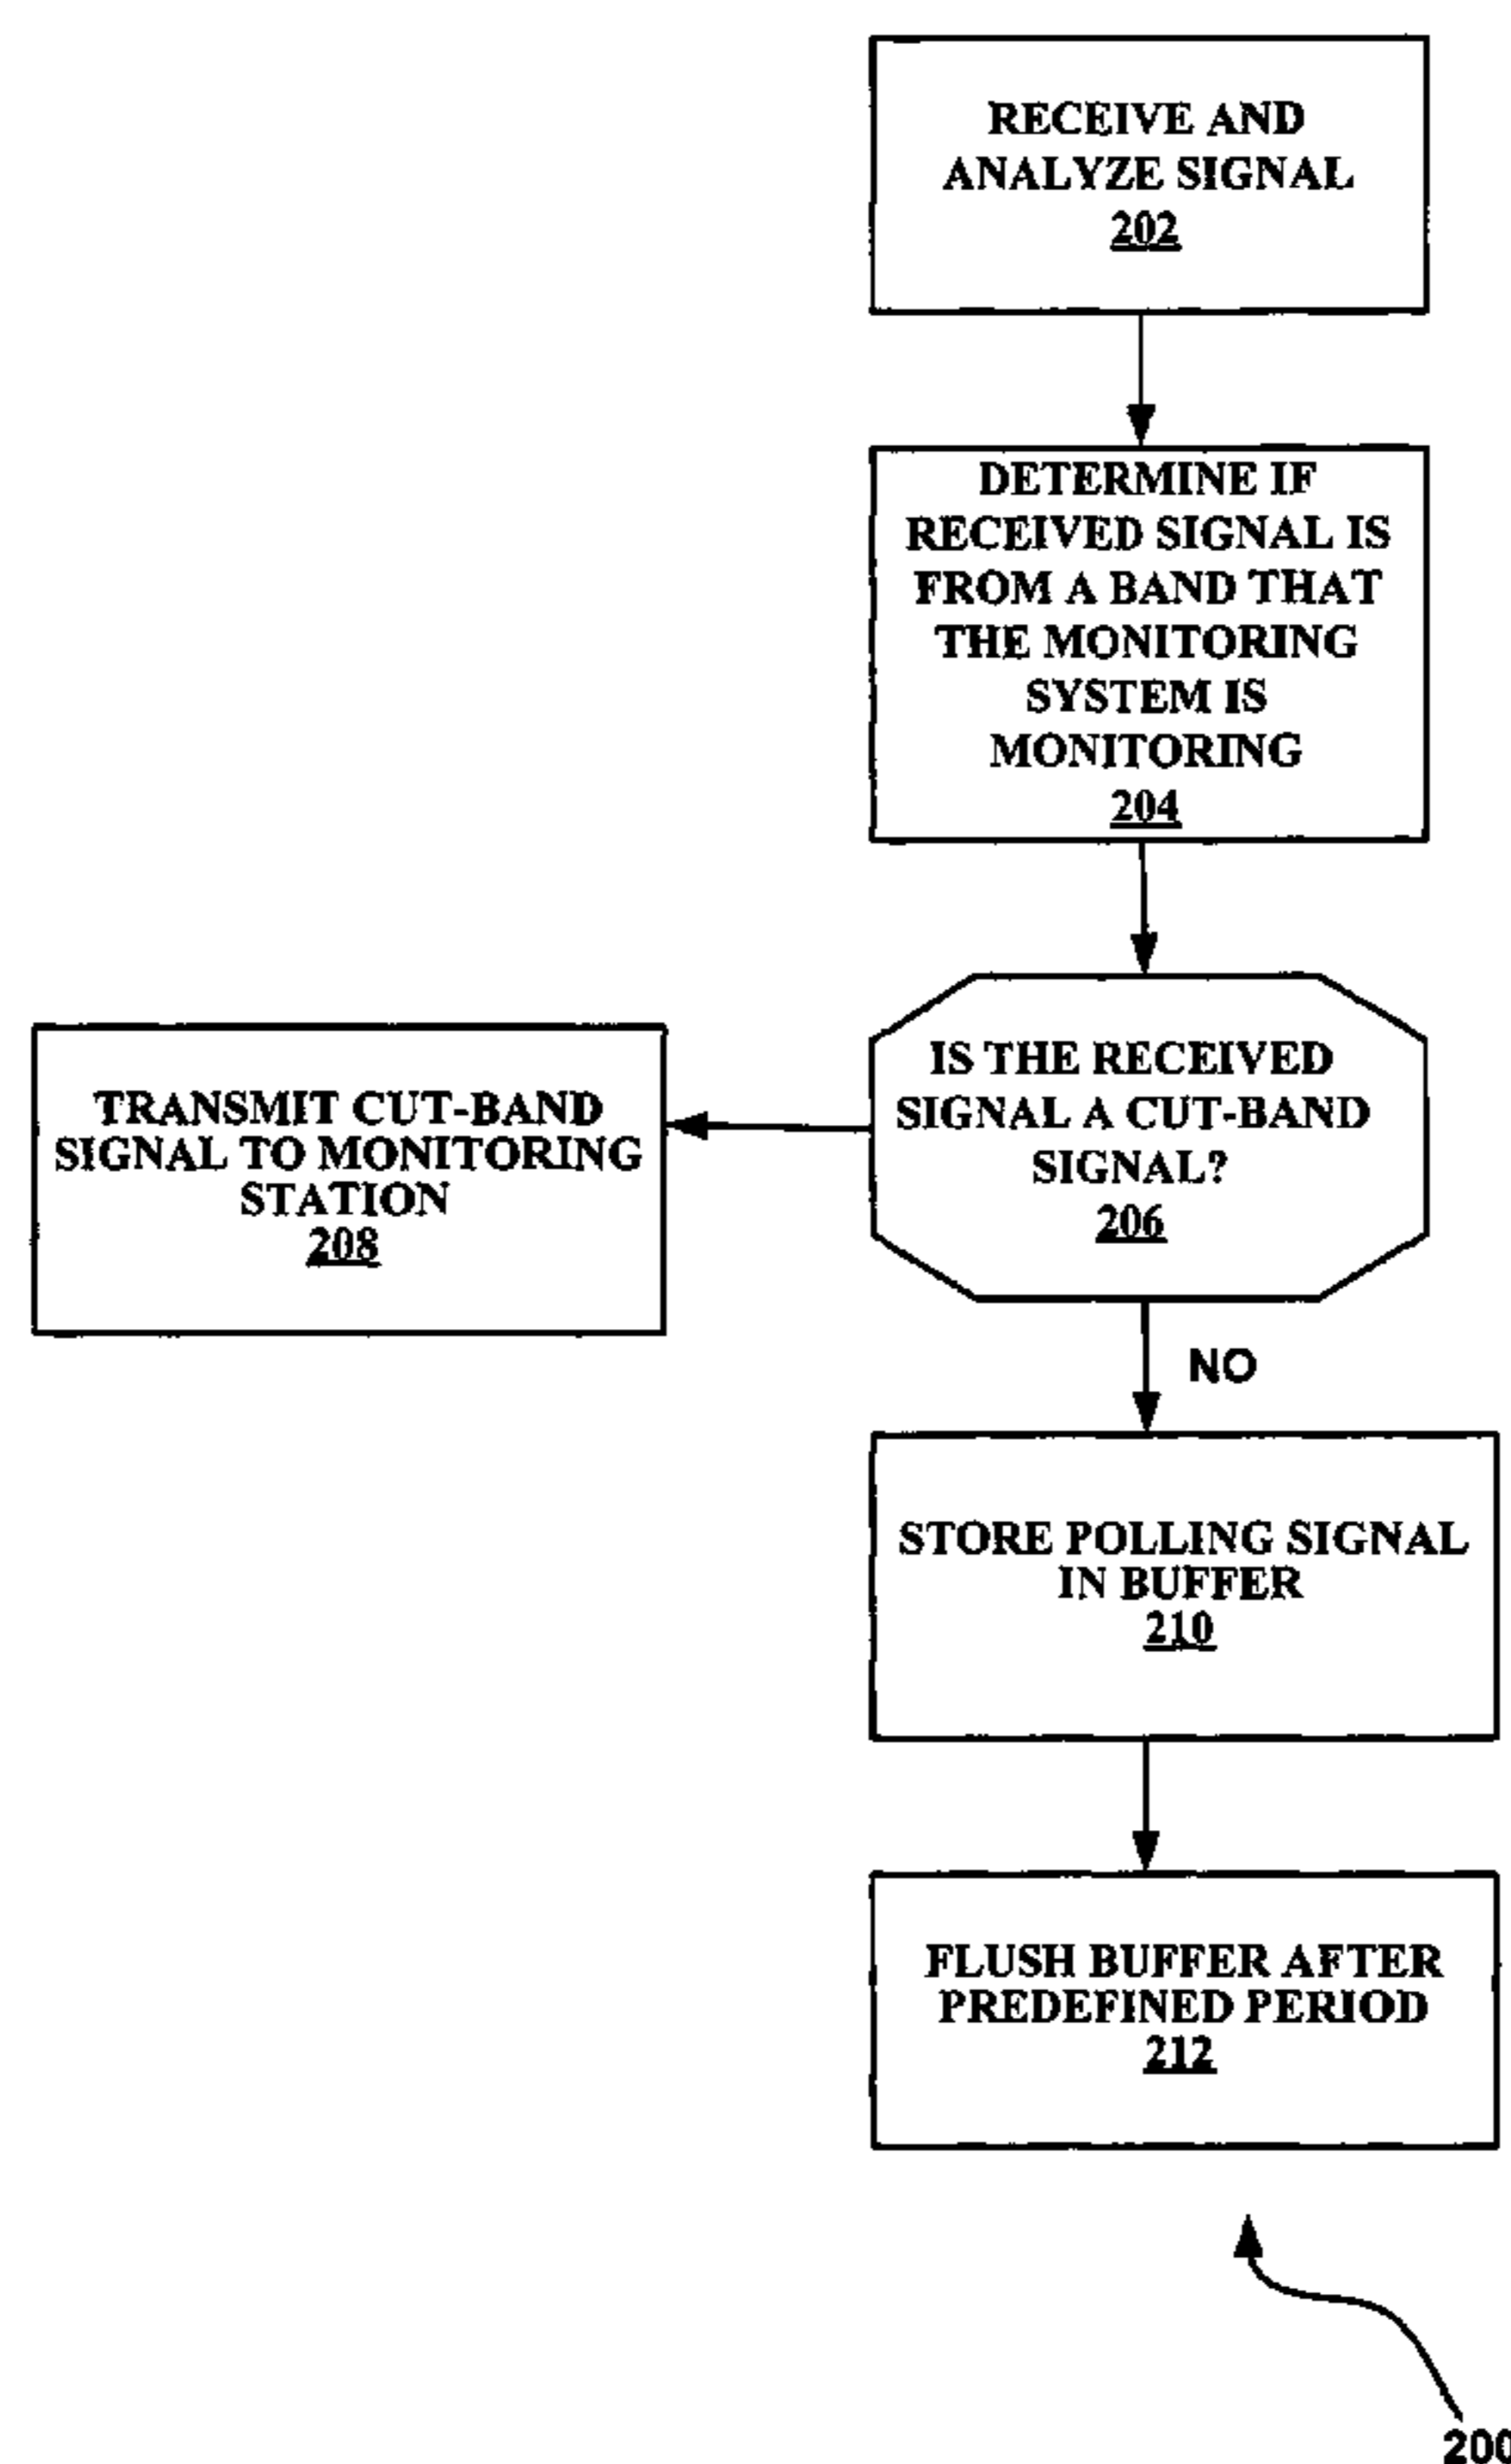 RECEIVE AND
ANALYZE SIGNAL
202
DETERMINE IF
RECEIVED SIGNAL IS
FROM A BAND THAT
THE MONITORING
SYSTEM IS
MONITORING
204
IS THE RECEIVED
SIGNAL A CUT-BAND
SIGNAL?
206
TRANSMIT CUT-BAND
SIGNAL TO MONITORING
STATION
208
NO
STORE POLLING SIGNAL
IN BUFFER
210
FLUSH BUFFER AFTER
PREDEFINED PERIOD
212
200